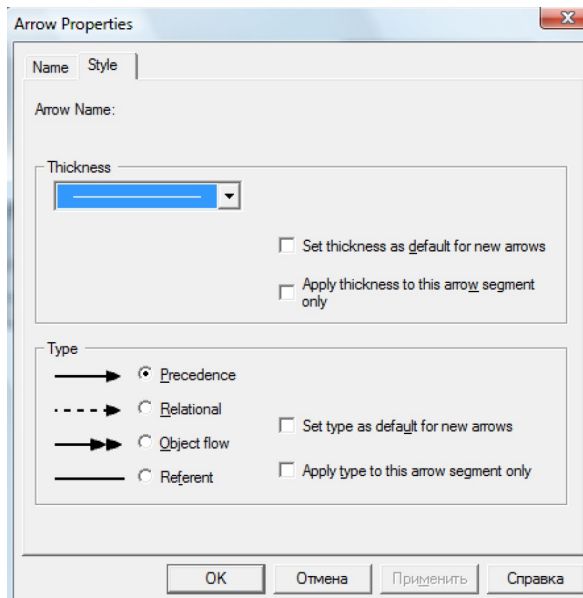 Arrow Properties
Name Style
Arrow Name:
Thickness
Set thickness as default for new arrows
Apply thickness to this arrow segment
only
Type
Precedence
Relational
Object flow
Referent
Set type as default for new arrows
Apply type to this arrow segment only
OK Отмена Применить Справка